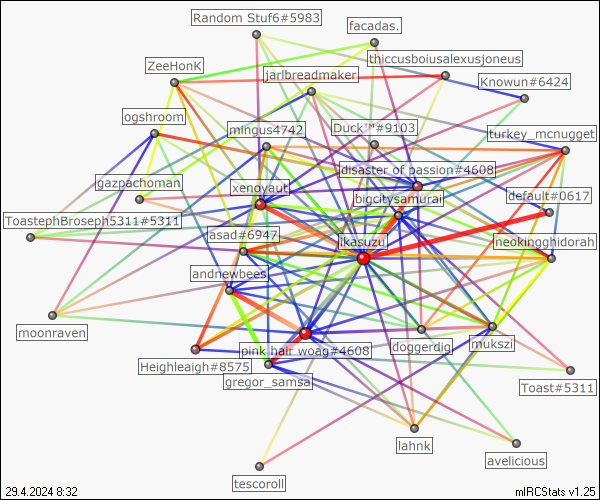 Random Stuf6#5983
facadas.
thiccusboiusalexusjoneus
ZeeHonK
jarlbreadmaker
Knowun#6424
ogshroom
mingus4742
Duck™#9103
turkey_mcnugget
disaster of passion#4608
gazpachoman
xenoyaut
bigcitysamurai
default#0617
ToastephBroseph5311#5311
asad#6947
ikasuzu
neokingghidorah
andnewbees
moonraven
pink hair woag#4608
doggerdig
mukszi
Heighleaigh#8575
gregor_samsa
Toast#5311
lahnk
avelicious
tescoroll
29.4.2024 8:32
mIRCStats v1.25